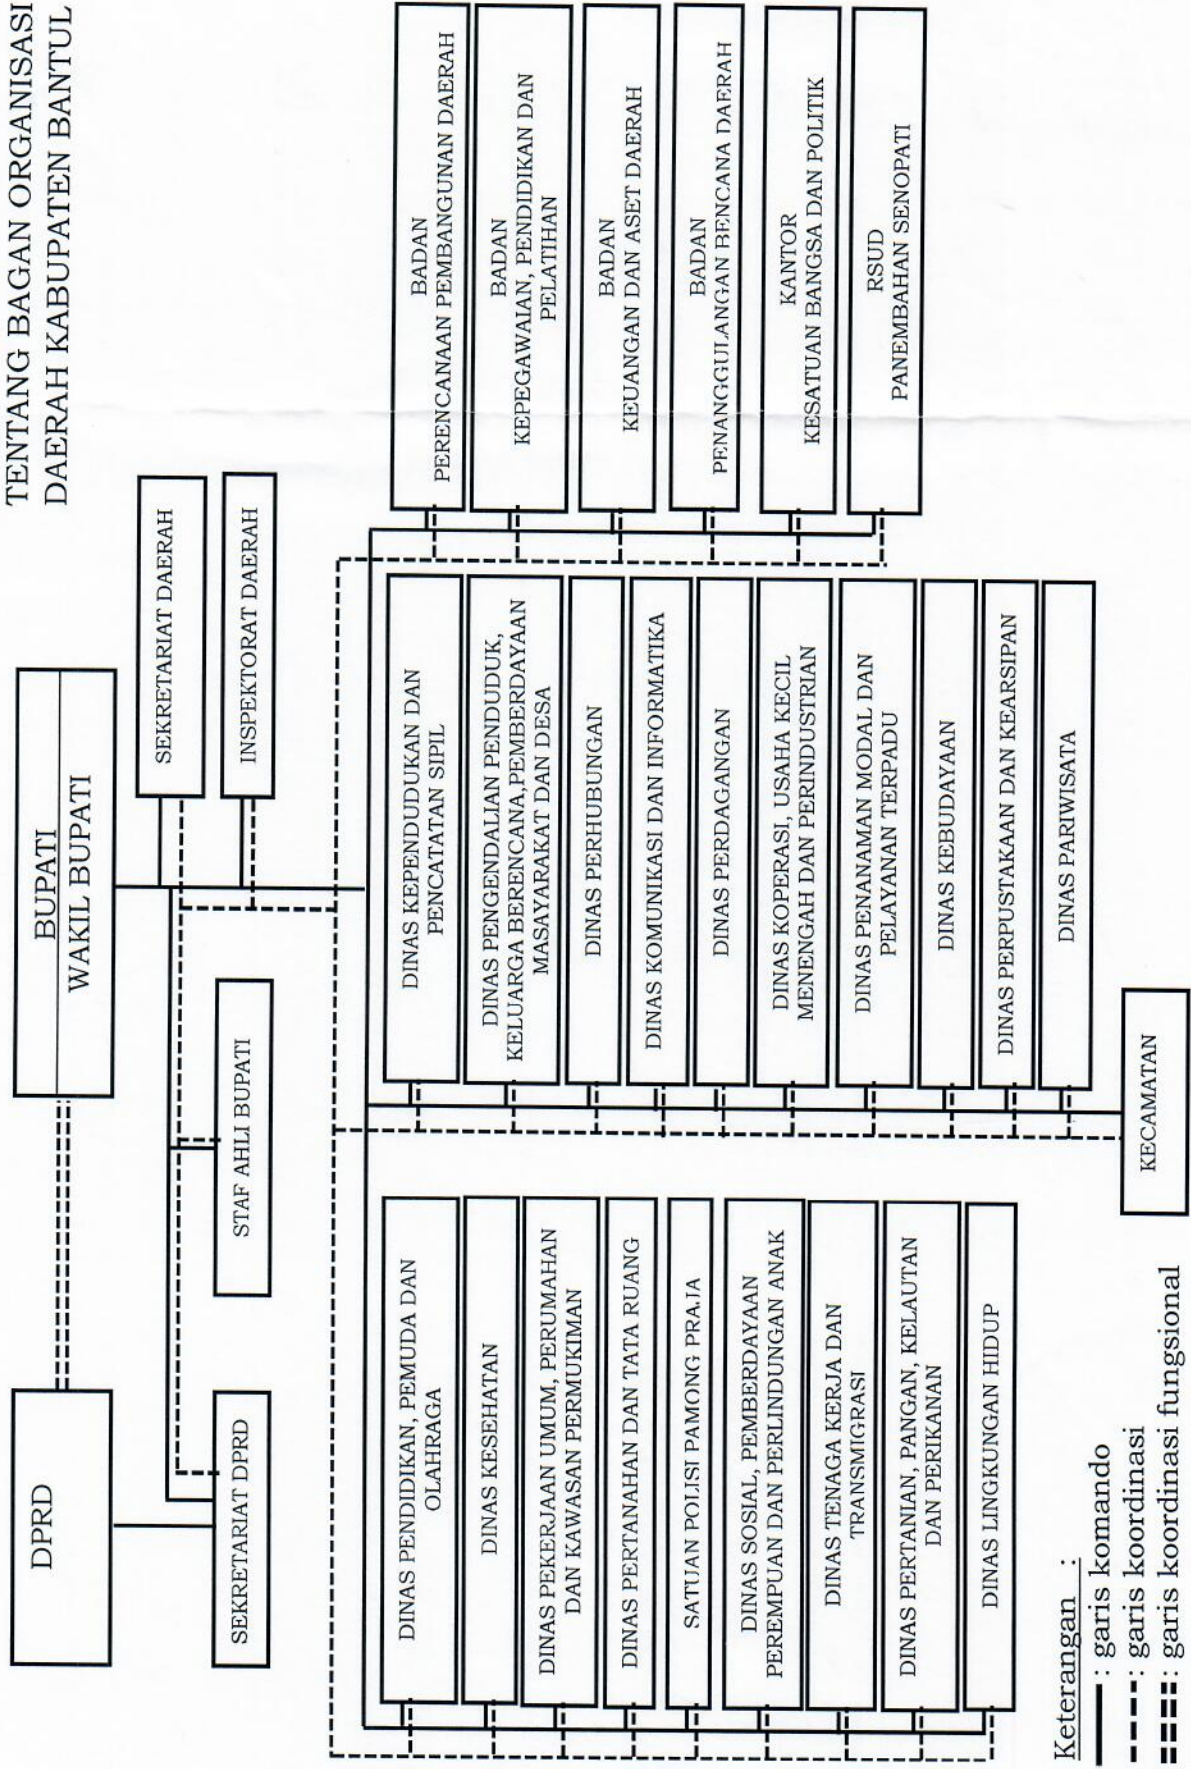 TENTANG BAGAN ORGANISASI
DAERAH KABUPATEN BANTUL
DPRD
BUPATI
WAKIL BUPATI
SEKRETARIAT DPRD
STAF AHLI BUPATI
SEKRETARIAT DAERAH
INSPEKTORAT DAERAH
DINAS PENDIDIKAN, PEMUDA DAN
OLAHRAGA
DINAS KESEHATAN
DINAS PEKERJAAN UMUM, PERUMAHAN
DAN KAWASAN PERMUKIMAN
DINAS PERTANAHAN DAN TATA RUANG
SATUAN POLISI PAMONG PRAJA
DINAS SOSIAL, PEMBERDAYAAN
PEREMPUAN DAN PERLINDUNGAN ANAK
DINAS TENAGA KERJA DAN
TRANSMIGRASI
DINAS PERTANIAN, PANGAN, KELAUTAN
DAN PERIKANAN
DINAS LINGKUNGAN HIDUP
DINAS KEPENDUDUKAN DAN
PENCATATAN SIPIL
DINAS PENGENDALIAN PENDUDUK,
KELUARGA BERENCANA,PEMBERDAYAAN
MASAYARAKAT DAN DESA
DINAS PERHUBUNGAN
DINAS KOMUNIKASI DAN INFORMATIKA
DINAS PERDAGANGAN
DINAS KOPERASI, USAHA KECIL
MENENGAH DAN PERINDUSTRIAN
DINAS PENANAMAN MODAL DAN
PELAYANAN TERPADU
DINAS KEBUDAYAAN
DINAS PERPUSTAKAAN DAN KEARSIPAN
DINAS PARIWISATA
KECAMATAN
BADAN
PERENCANAAN PEMBANGUNAN DAERAH
BADAN
KEPEGAWAIAN, PENDIDIKAN DAN
PELATIHAN
BADAN
KEUANGAN DAN ASET DAERAH
BADAN
PENANGGULANGAN BENCANA DAERAH
KANTOR
KESATUAN BANGSA DAN POLITIK
RSUD
PANEMBAHAN SENOPATI
Keterangan :
: garis komando
: garis koordinasi
: garis koordinasi fungsional